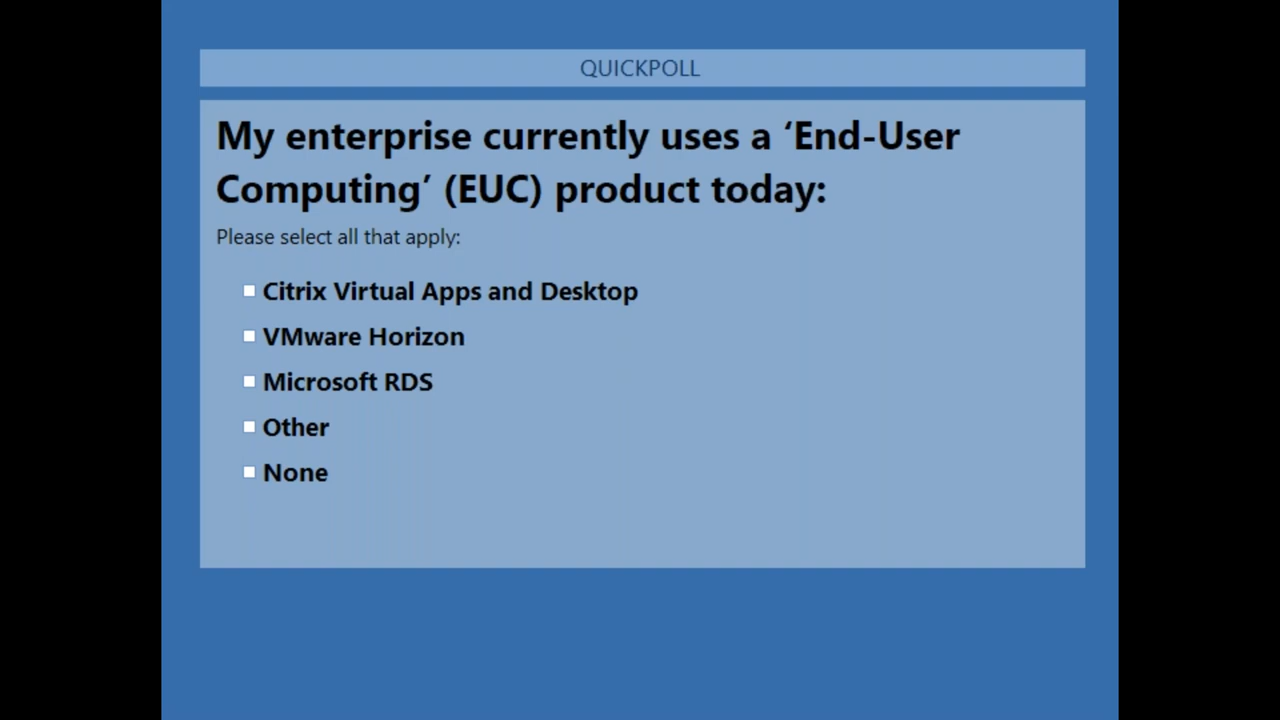 QUICKPOLL
My enterprise currently uses a ‘End-User
Computing’ (EUC) product today:
Please select all that apply:
Citrix Virtual Apps and Desktop
VMware Horizon
Microsoft RDS
Other
None